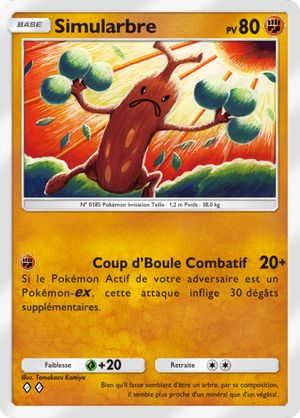 BASE
Simularbre
PV 80
N° 0185 Pokémon Imitation Taille : 1,2 m Poids : 38,0 kg
Coup d'Boule Combatif 20+
Si le Pokémon Actif de votre adversaire est un
Pokémon-ex, cette attaque inflige 30 dégâts
supplémentaires.
Illus. Tomokazu Komiya
Faiblesse +20
Retraite
Bien qu'il fasse semblant d'être un arbre, par sa composition,
il semble plus proche d'un minéral que d'un végétal.